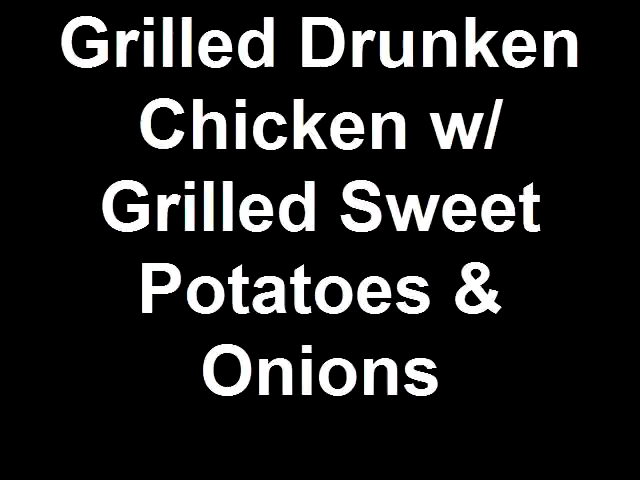 Grilled Drunken
Chicken w/
Grilled Sweet
Potatoes &
Onions